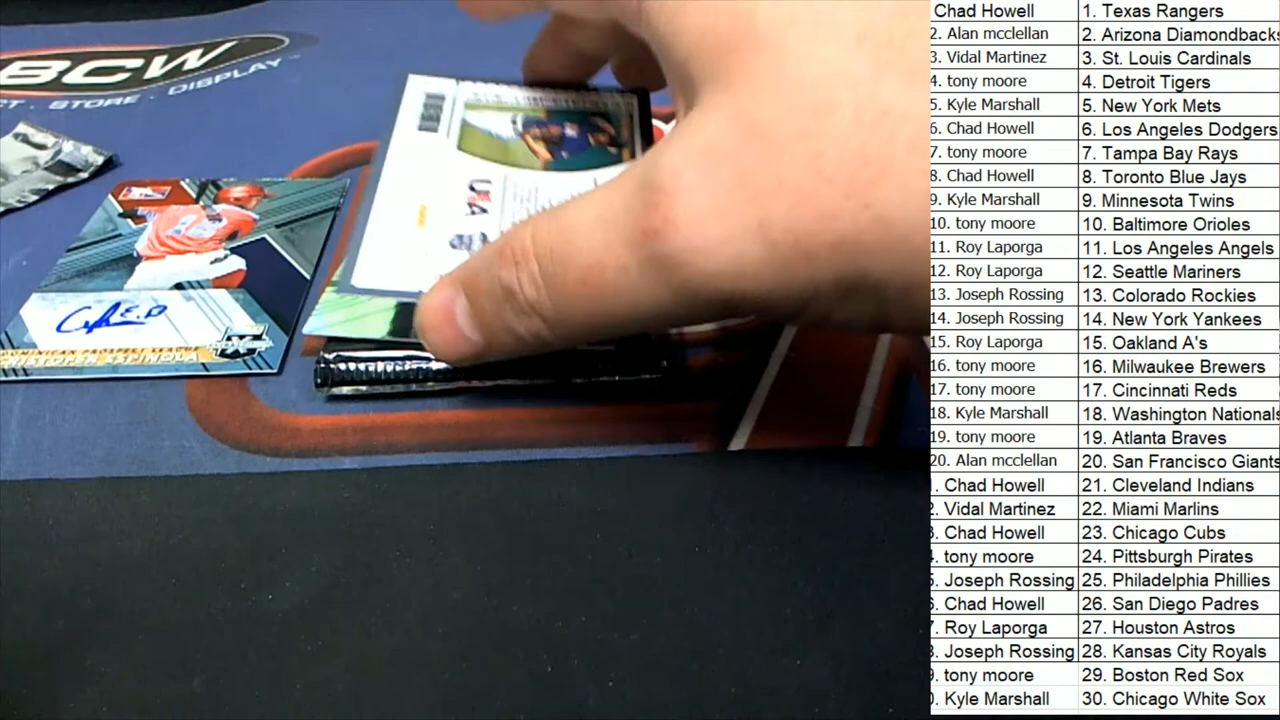 BCW
CT . STORE . DISPLAY
USA
ESPINOLA
Chad Howell 1. Texas Rangers
2. Alan mcclellan 2. Arizona Diamondbacks
3. Vidal Martinez 3. St. Louis Cardinals
4. tony moore 4. Detroit Tigers
5. Kyle Marshall 5. New York Mets
6. Chad Howell 6. Los Angeles Dodgers
7. tony moore 7. Tampa Bay Rays
8. Chad Howell 8. Toronto Blue Jays
9. Kyle Marshall 9. Minnesota Twins
10. tony moore 10. Baltimore Orioles
11. Roy Laporga 11. Los Angeles Angels
12. Roy Laporga 12. Seattle Mariners
13. Joseph Rossing 13. Colorado Rockies
14. Joseph Rossing 14. New York Yankees
15. Roy Laporga 15. Oakland A's
16. tony moore 16. Milwaukee Brewers
17. tony moore 17. Cincinnati Reds
18. Kyle Marshall 18. Washington Nationals
19. tony moore 19. Atlanta Braves
20. Alan mcclellan 20. San Francisco Giants
. Chad Howell 21. Cleveland Indians
. Vidal Martinez 22. Miami Marlins
. Chad Howell 23. Chicago Cubs
. tony moore 24. Pittsburgh Pirates
. Joseph Rossing 25. Philadelphia Phillies
. Chad Howell 26. San Diego Padres
. Roy Laporga 27. Houston Astros
. Joseph Rossing 28. Kansas City Royals
. tony moore 29. Boston Red Sox
. Kyle Marshall 30. Chicago White Sox